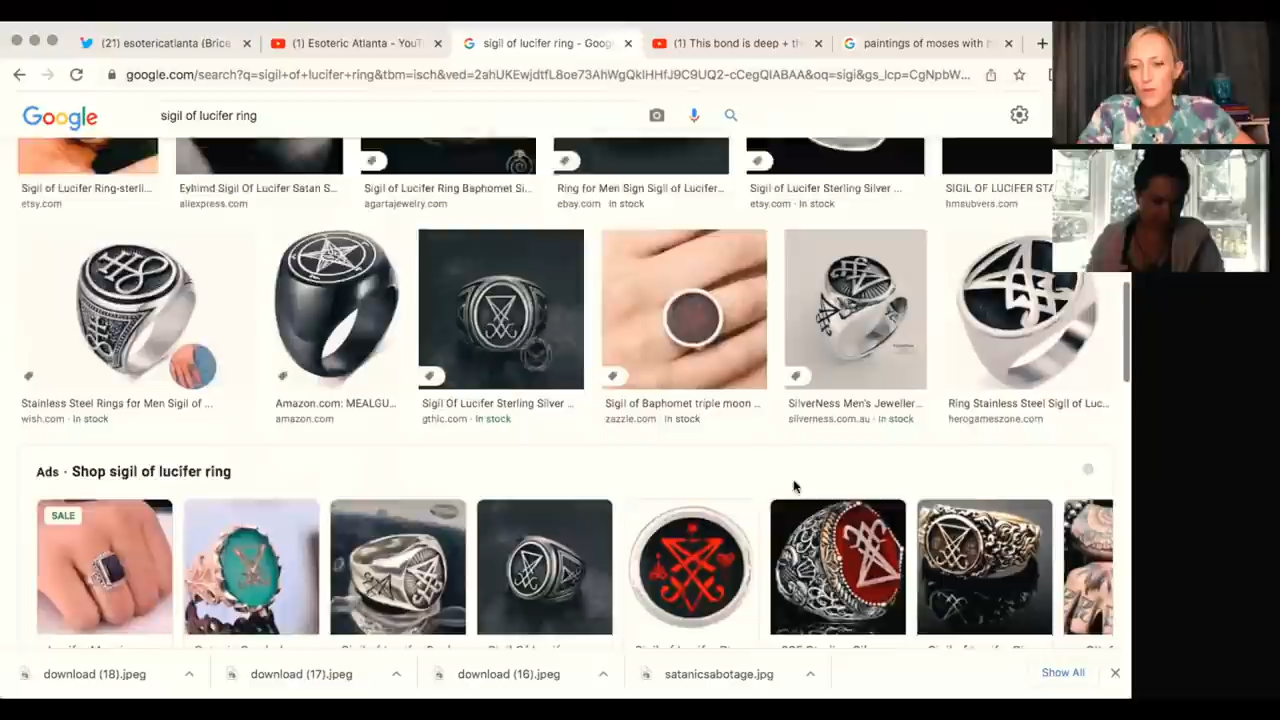 (21) esotericatlanta (Brice
(1) Esoteric Atlanta - YouT
sigil of lucifer ring - Goog
(1) This bond is deep + th
paintings of moses with h
google.com/search?q=sigil+of+lucifer+ring&tbm=isch&ved=2ahUKEwjdtfL8oe73AhWgQkIHHfJ9C9UQ2-cCegQIABAA&oq=sigi&gs_lcp=CgNpbW...
Google
sigil of lucifer ring
Sigil of Lucifer Ring-sterli...
Eyhimd Sigil Of Lucifer Satan S...
Sigil of Lucifer Ring Baphomet Si...
Ring for Men Sign Sigil of Lucifer...
Sigil of Lucifer Sterling Silver ...
SIGIL OF LUCIFER STA
etsy.com
aliexpress.com
agartajewelry.com
ebay.com · In stock
etsy.com · In stock
hmsubvers.com
Stainless Steel Rings for Men Sigil of ...
Amazon.com: MEALGU...
Sigil Of Lucifer Sterling Silver ...
Sigil of Baphomet triple moon ...
SilverNess Men's Jeweller...
Ring Stainless Steel Sigil of Luc...
wish.com · In stock
amazon.com
gthic.com · In stock
zazzle.com · In stock
silverness.com.au · In stock
herogameszone.com
Ads · Shop sigil of lucifer ring
SALE
download (18).jpeg
download (17).jpeg
download (16).jpeg
satanicsabotage.jpg
Show All